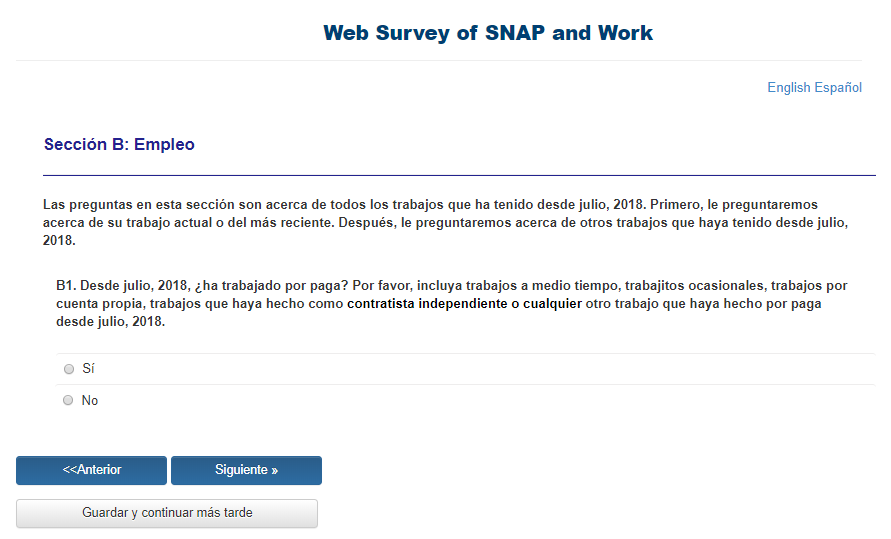 Web Survey of SNAP and Work
English Español
Sección B: Empleo
Las preguntas en esta sección son acerca de todos los trabajos que ha tenido desde julio, 2018. Primero, le preguntaremos
acerca de su trabajo actual o del más reciente. Después, le preguntaremos acerca de otros trabajos que haya tenido desde julio,
2018.
B1. Desde julio, 2018, ¿ha trabajado por paga? Por favor, incluya trabajos a medio tiempo, trabajitos ocasionales, trabajos por
cuenta propia, trabajos que haya hecho como contratista independiente o cualquier otro trabajo que haya hecho por paga
desde julio, 2018.
Sí
No
<<Anterior
Siguiente »
Guardar y continuar más tarde